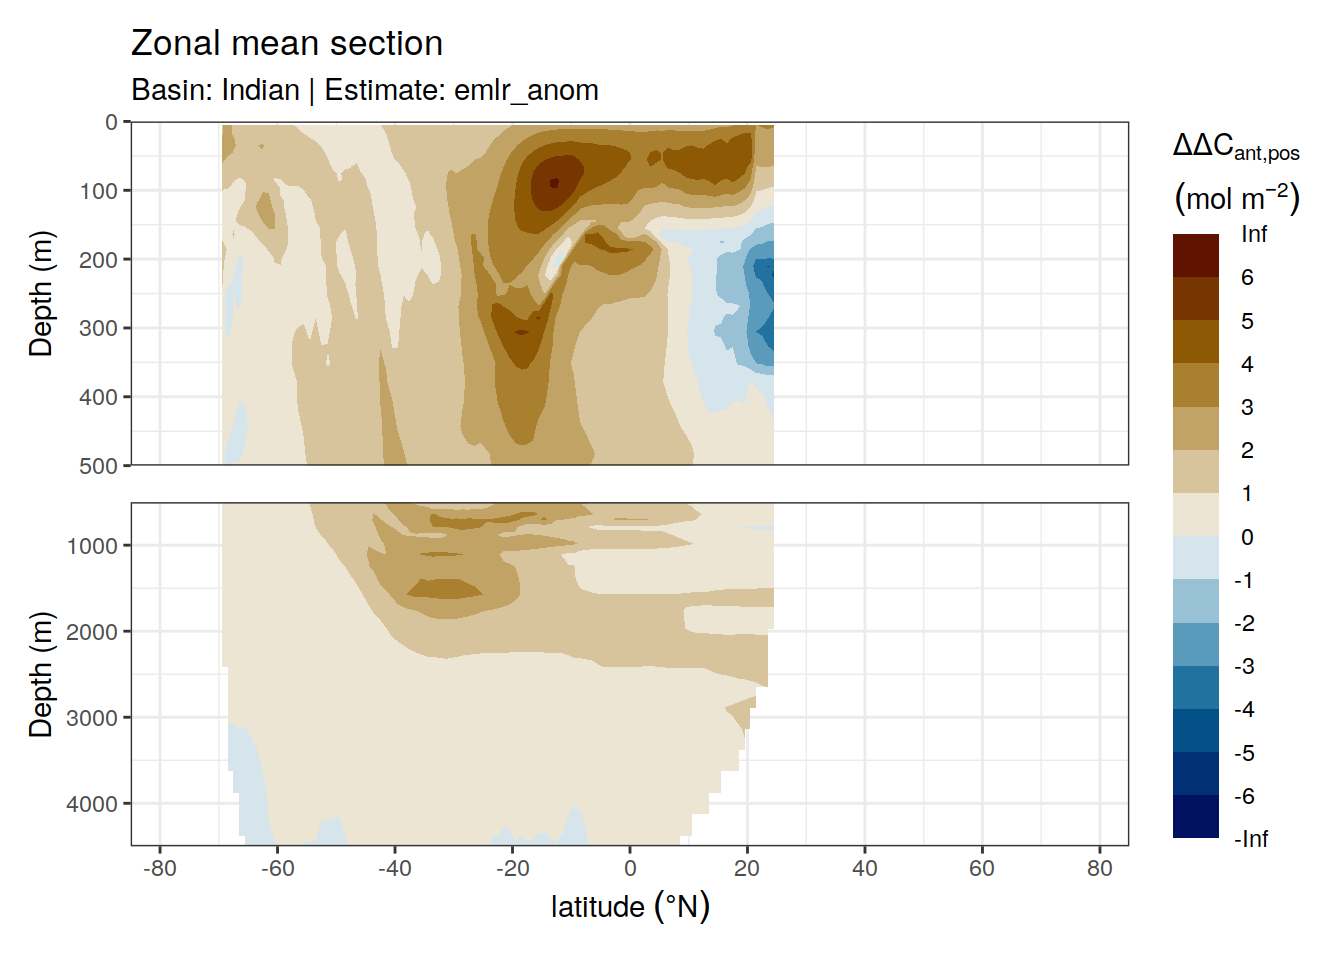 Zonal mean section
Basin: Indian | Estimate: emlr_anom
ΔΔCant,pos
(mol m−2)
Inf
6
5
4
3
2
1
0
-1
-2
-3
-4
-5
-6
-Inf
Depth (m)
0
100
200
300
400
500
Depth (m)
1000
2000
3000
4000
-80 -60 -40 -20 0 20 40 60 80
latitude (°N)